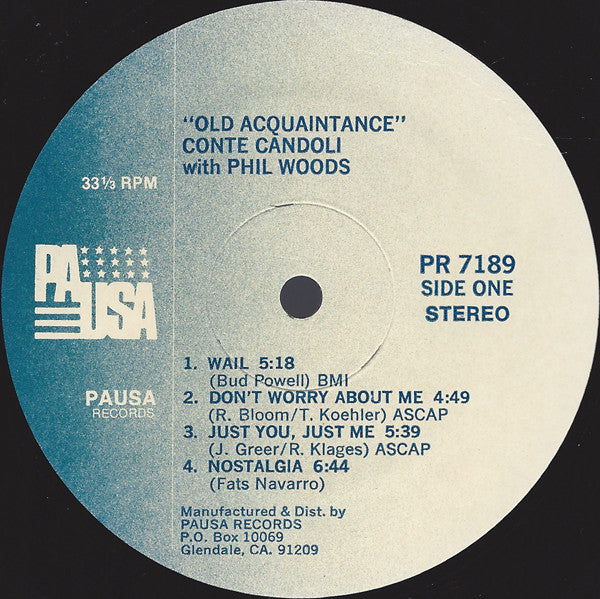 "OLD ACQUAINTANCE"
CONTE CANDOLI
with PHIL WOODS
33 1/3 RPM
PAUSA
PR 7189
SIDE ONE
STEREO
PAUSA
RECORDS
1. WAIL 5:18
(Bud Powell) BMI
2. DON'T WORRY ABOUT ME 4:49
(R. Bloom/T. Koehler) ASCAP
3. JUST YOU, JUST ME 5:39
(J. Greer/R. Klages) ASCAP
4. NOSTALGIA 6:44
(Fats Navarro)
Manufactured & Dist. by
PAUSA RECORDS
P.O. Box 10069
Glendale, CA. 91209